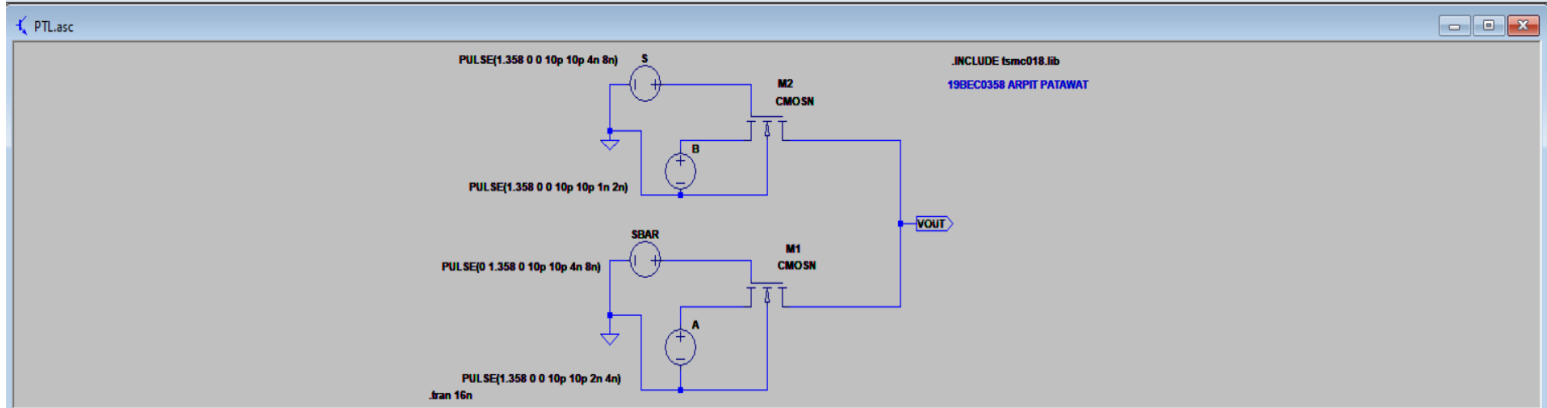 PTL.asc
PULSE(1.358 0 0 10p 10p 4n 8n)
S
.INCLUDE tsmc018.lib
M2
19BEC0358 ARPIT PATAWAT
CMOSN
B
PULSE(1.358 0 0 10p 10p 1n 2n)
VOUT
SBAR
M1
PULSE(0 1.358 0 10p 10p 4n 8n)
CMOSN
A
PULSE(1.358 0 0 10p 10p 2n 4n)
.tran 16n